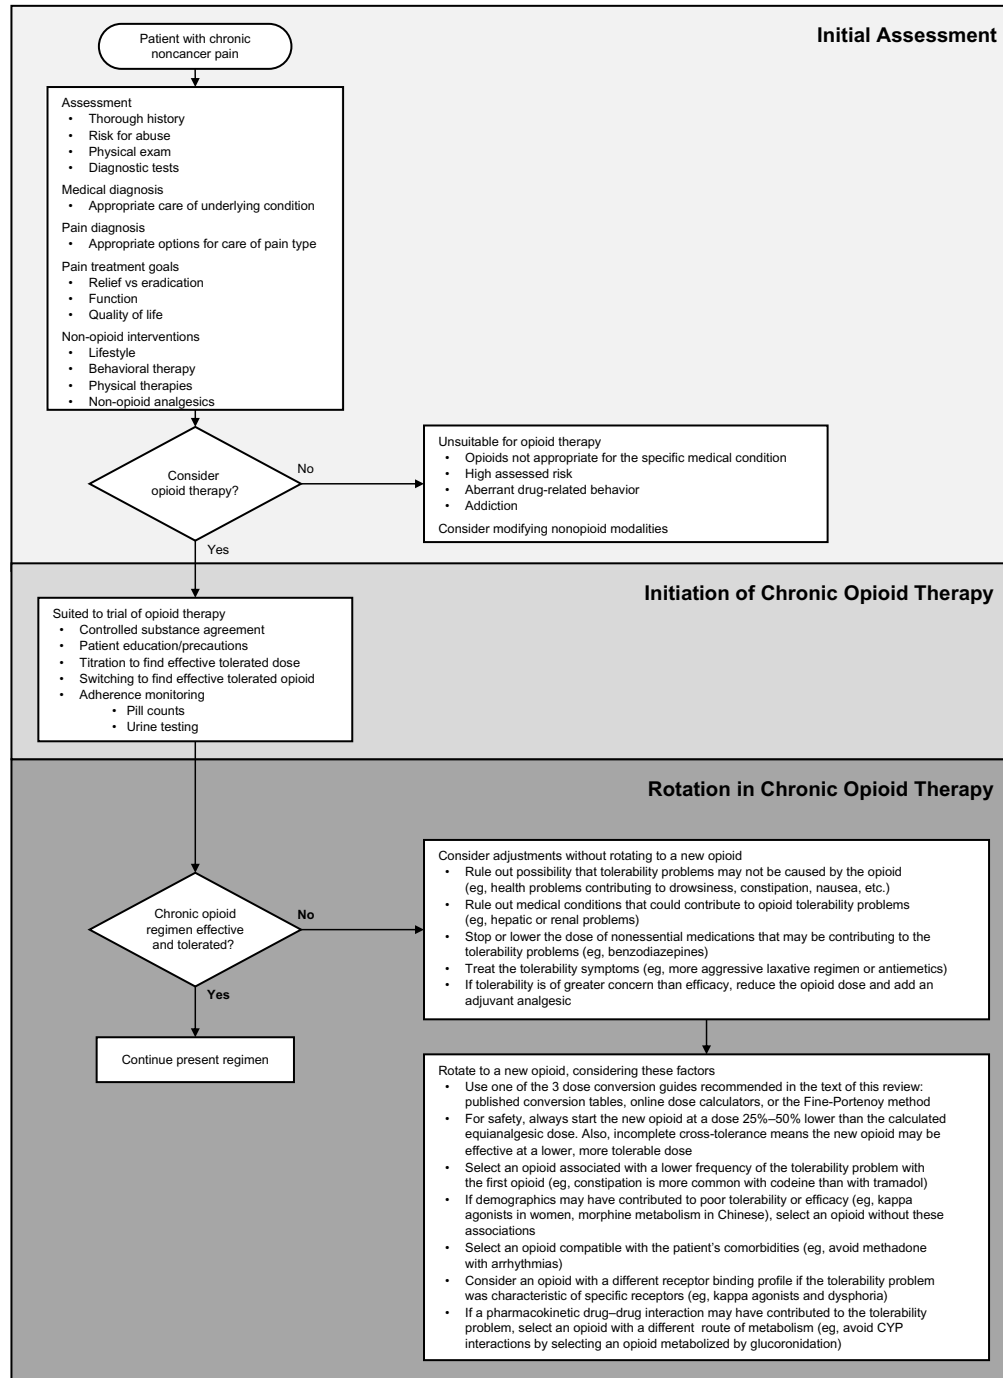 Initial Assessment
Patient with chronic
noncancer pain
Assessment
• Thorough history
• Risk for abuse
• Physical exam
• Diagnostic tests
Medical diagnosis
• Appropriate care of underlying condition
Pain diagnosis
• Appropriate options for care of pain type
Pain treatment goals
• Relief vs eradication
• Function
• Quality of life
Non-opioid interventions
• Lifestyle
• Behavioral therapy
• Physical therapies
• Non-opioid analgesics
Consider
opioid therapy?
No
Unsuitable for opioid therapy
• Opioids not appropriate for the specific medical condition
• High assessed risk
• Aberrant drug-related behavior
• Addiction
Consider modifying nonopioid modalities
Yes
Initiation of Chronic Opioid Therapy
Suited to trial of opioid therapy
• Controlled substance agreement
• Patient education/precautions
• Titration to find effective tolerated dose
• Switching to find effective tolerated opioid
• Adherence monitoring
• Pill counts
• Urine testing
Rotation in Chronic Opioid Therapy
Chronic opioid
regimen effective
and tolerated?
No
Yes
Continue present regimen
Consider adjustments without rotating to a new opioid
• Rule out possibility that tolerability problems may not be caused by the opioid
(eg, health problems contributing to drowsiness, constipation, nausea, etc.)
• Rule out medical conditions that could contribute to opioid tolerability problems
(eg, hepatic or renal problems)
• Stop or lower the dose of nonessential medications that may be contributing to the
tolerability problems (eg, benzodiazepines)
• Treat the tolerability symptoms (eg, more aggressive laxative regimen or antiemetics)
• If tolerability is of greater concern than efficacy, reduce the opioid dose and add an
adjuvant analgesic
Rotate to a new opioid, considering these factors
• Use one of the 3 dose conversion guides recommended in the text of this review:
published conversion tables, online dose calculators, or the Fine-Portenoy method
• For safety, always start the new opioid at a dose 25%–50% lower than the calculated
equianalgesic dose. Also, incomplete cross-tolerance means the new opioid may be
effective at a lower, more tolerable dose
• Select an opioid associated with a lower frequency of the tolerability problem with
the first opioid (eg, constipation is more common with codeine than with tramadol)
• If demographics may have contributed to poor tolerability or efficacy (eg, kappa
agonists in women, morphine metabolism in Chinese), select an opioid without these
associations
• Select an opioid compatible with the patient's comorbidities (eg, avoid methadone
with arrhythmias)
• Consider an opioid with a different receptor binding profile if the tolerability problem
was characteristic of specific receptors (eg, kappa agonists and dysphoria)
• If a pharmacokinetic drug–drug interaction may have contributed to the tolerability
problem, select an opioid with a different route of metabolism (eg, avoid CYP
interactions by selecting an opioid metabolized by glucoronidation)